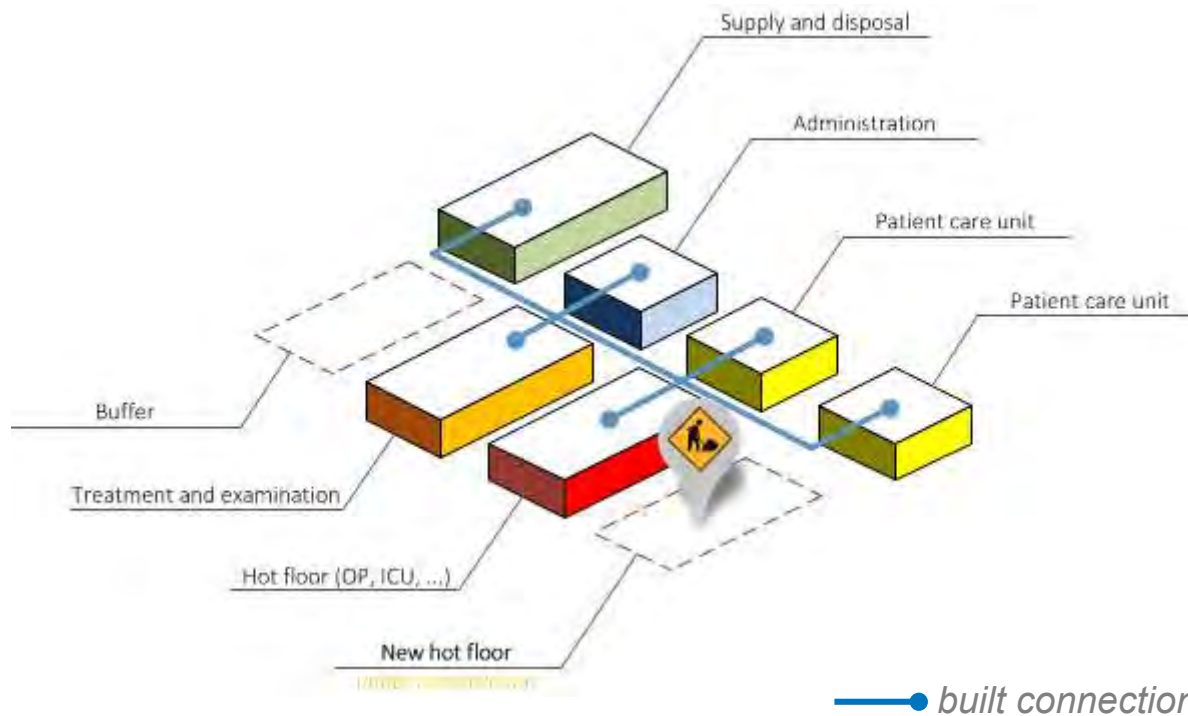 Supply and disposal
Administration
Patient care unit
Patient care unit
Buffer
Treatment and examination
Hot floor (OP, ICU, ...)
New hot floor
built connection